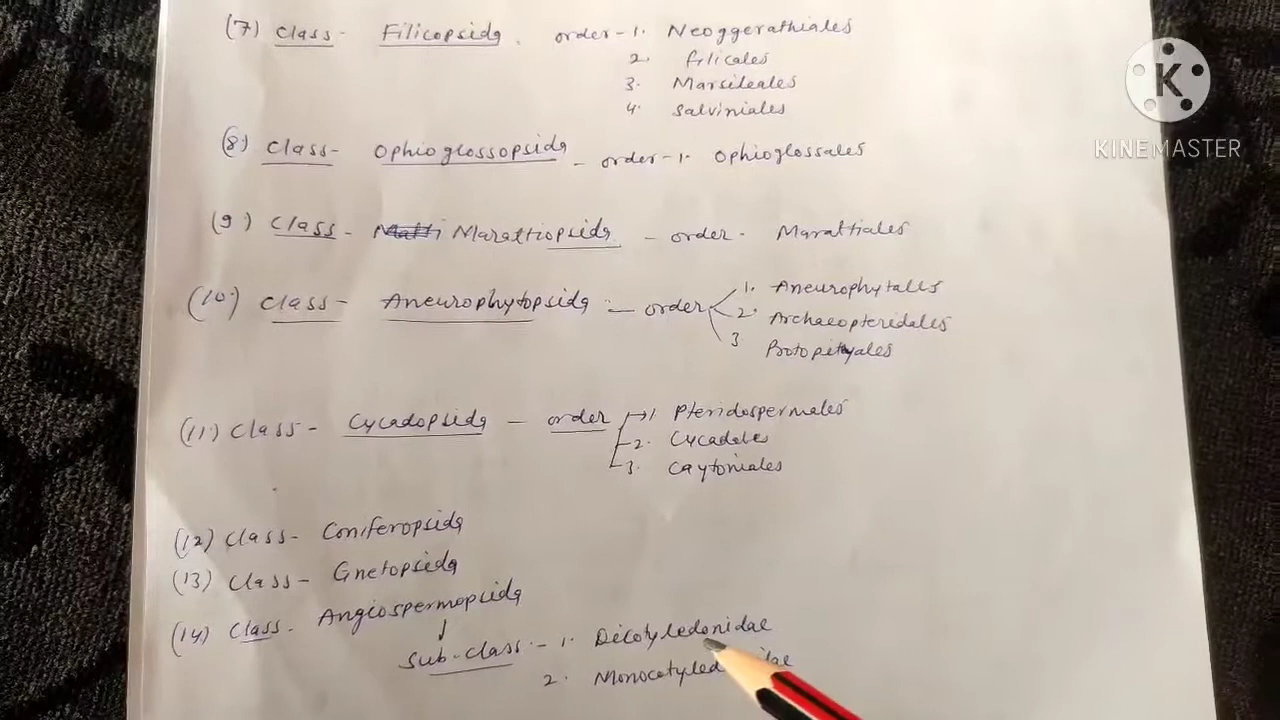 (7) Class - Filicopsida. order - 1. Neoggerathiales
2. Filicales
3. Marsileales
4. Salviniales
(8) Class - Ophioglossopsida - order - 1. Ophioglossales
(9) Class - Marattiopsida - order - Marattiales
(10) Class - Aneurophytopsida - order 1. Aneurophytales
2. Archaeopteridales
3 Protopityales
(11) Class - Cycadopsida - order 1. Pteridospermales
2. Cycadales
3. Caytoniales
(12) Class - Coniferopsida
(13) Class - Gnetopsida
(14) Class - Angiospermopsida
Sub-class - 1. Dicotyledonidae
2.
K
KINEMASTER